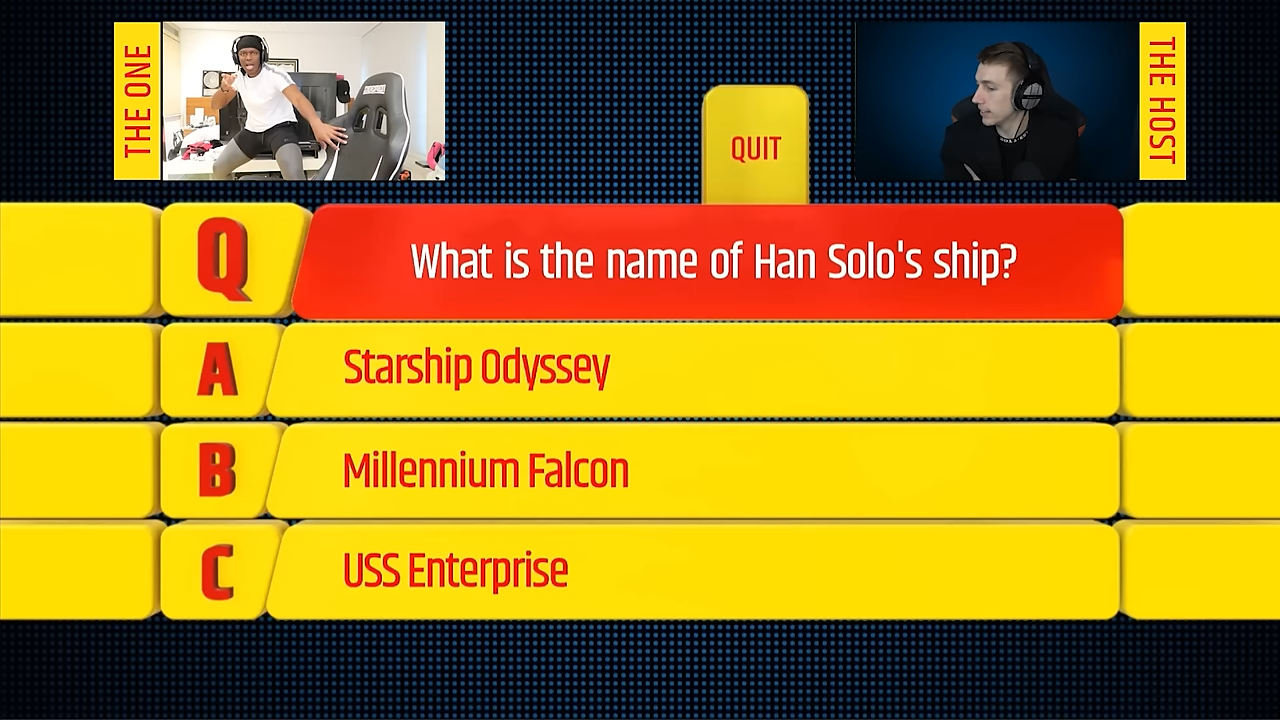 THE ONE
THE HOST
QUIT
Q
What is the name of Han Solo's ship?
A
Starship Odyssey
B
Millennium Falcon
C
USS Enterprise